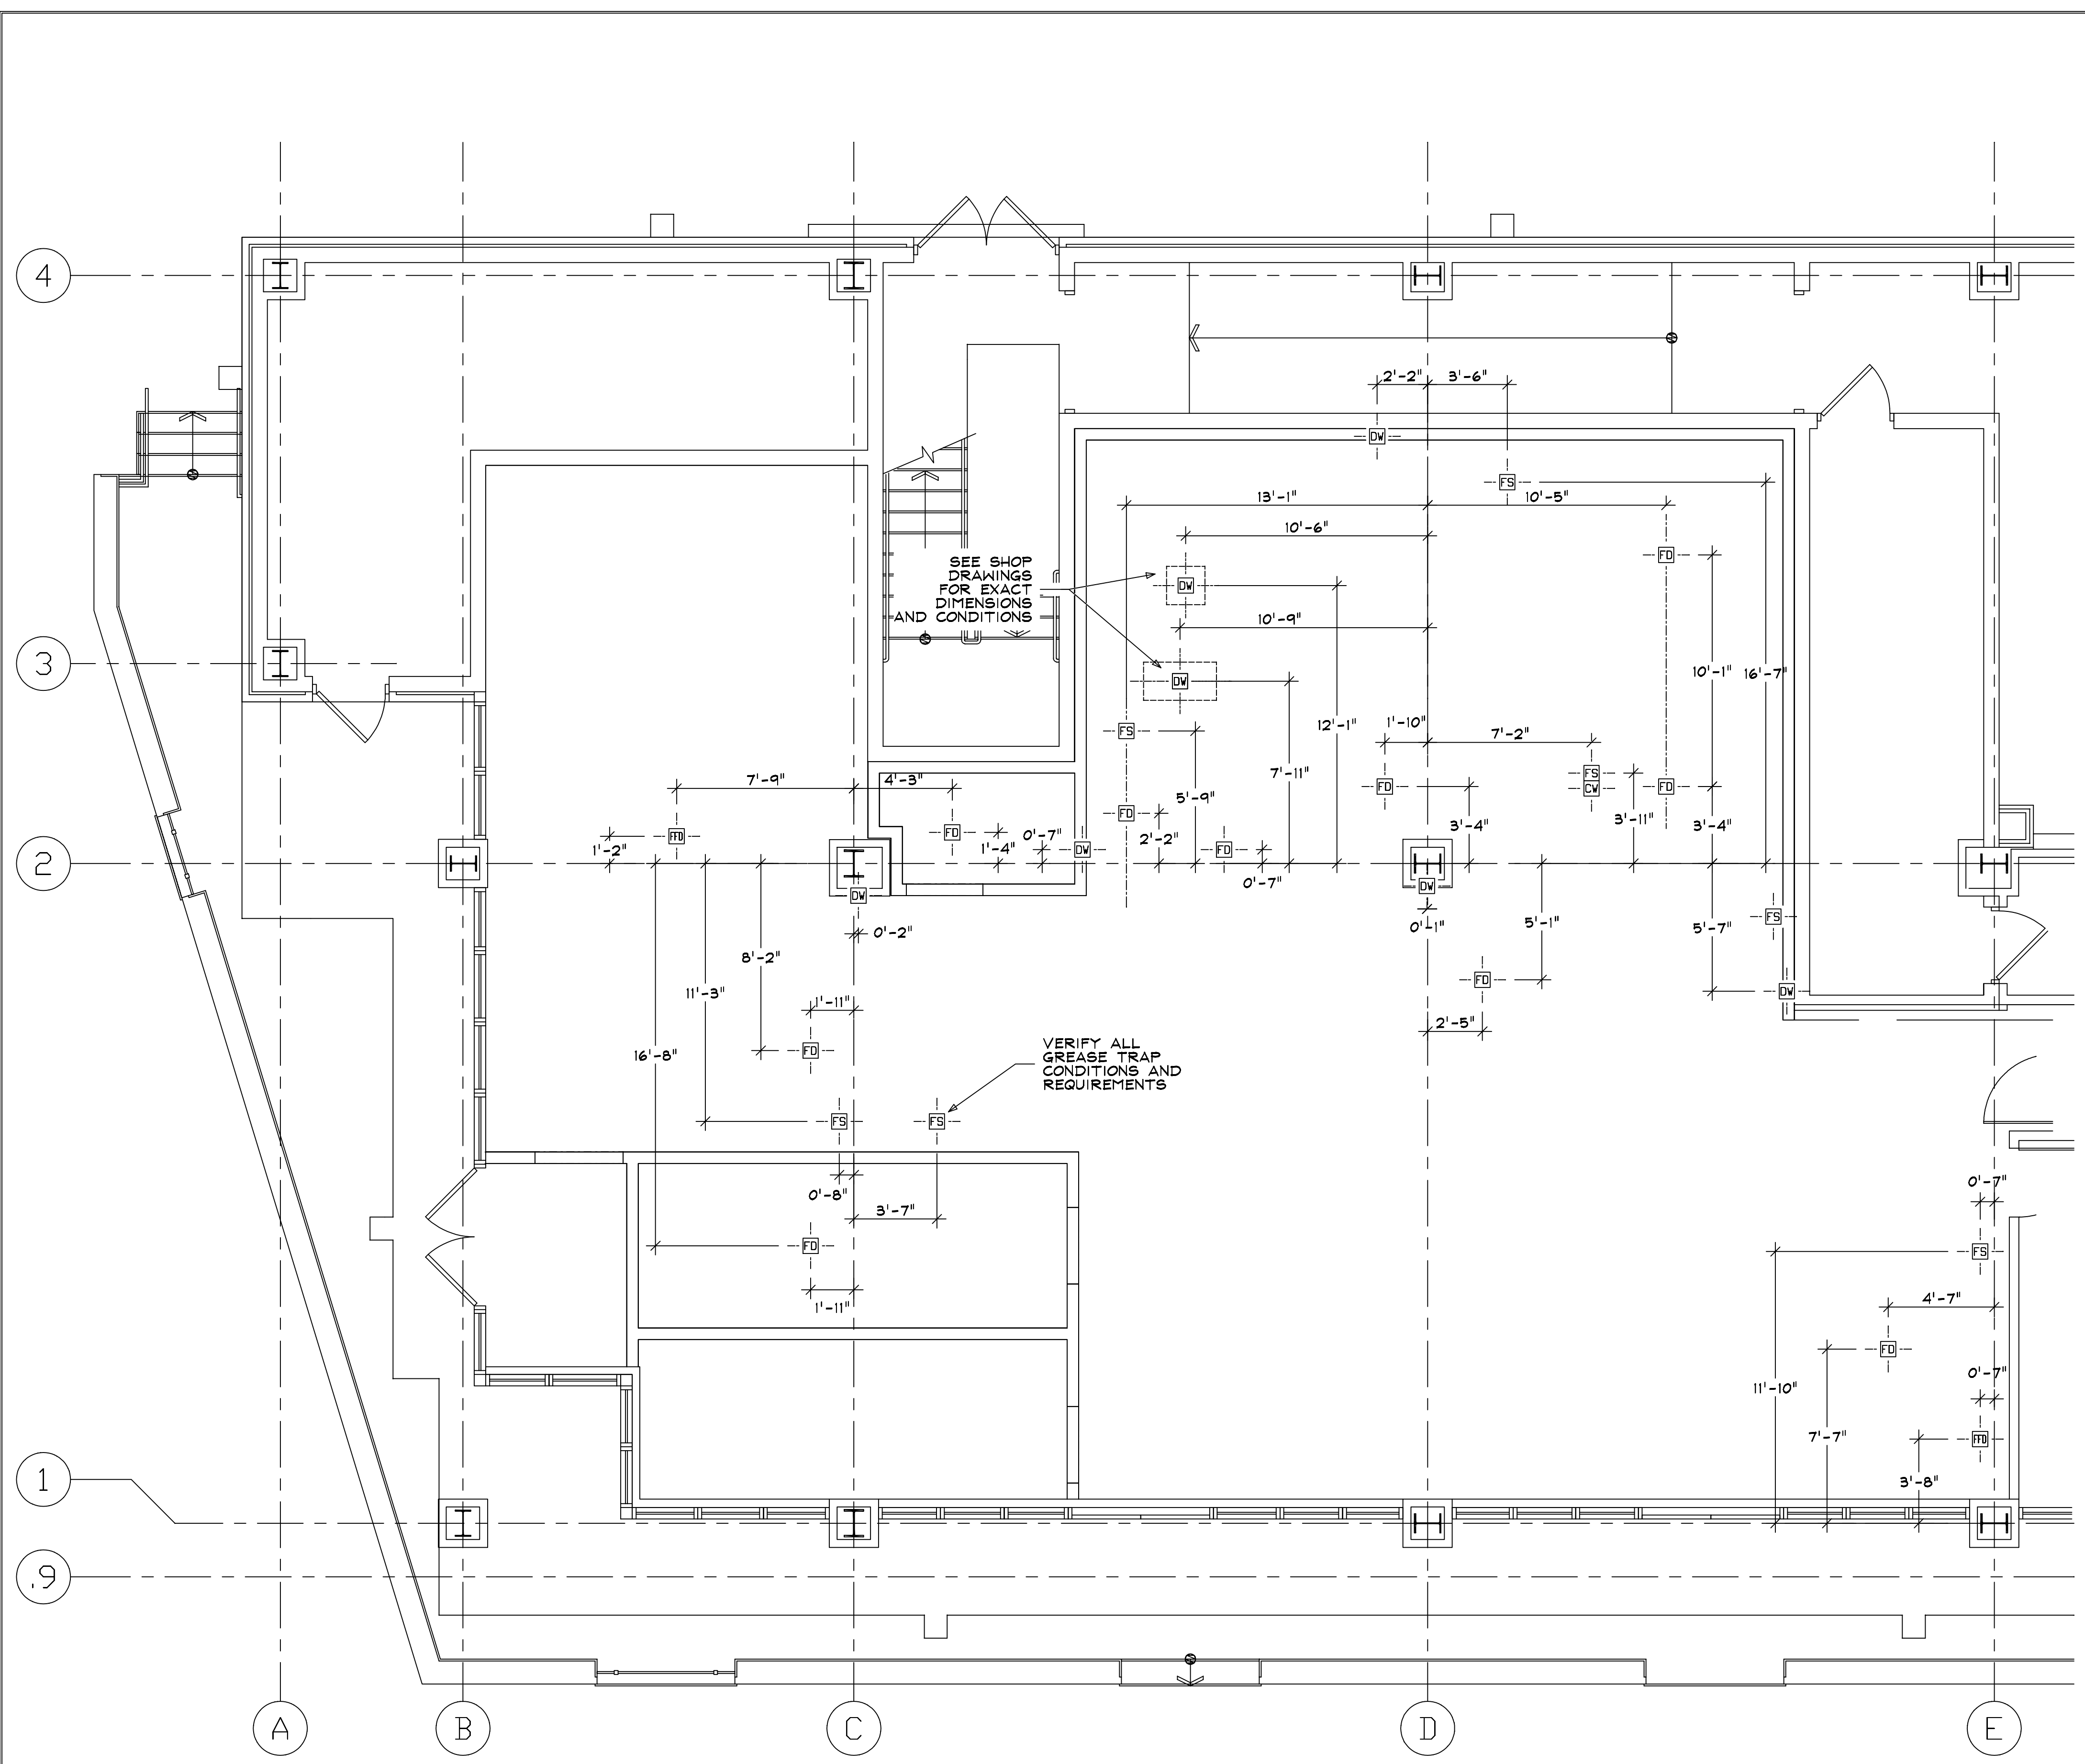 4
2'-2"
3'-6"
DW
FS
13'-1"
10'-5"
10'-6"
FD
SEE SHOP
DRAWINGS
FOR EXACT
DIMENSIONS
AND CONDITIONS
DW
10'-9"
3
10'-1"
16'-7"
DW
1'-10"
12'-1"
FS
7'-2"
7'-9"
4'-3"
7'-11"
FS
CW
FD
FD
5'-9"
FD
3'-4"
3'-11"
3'-4"
FFD
FD
0'-7"
2'-2"
1'-2"
1'-4"
DW
FD
2
0'-7"
DW
DW
0'-2"
0'-1"
5'-1"
5'-7"
FS
8'-2"
11'-3"
FD
DW
1'-11"
2'-5"
16'-8"
FD
VERIFY ALL
GREASE TRAP
CONDITIONS AND
REQUIREMENTS
FS
FS
0'-8"
3'-7"
0'-7"
FD
FS
1'-11"
4'-7"
FD
0'-7"
11'-10"
7'-7"
FFD
3'-8"
1
.9
A
B
C
D
E